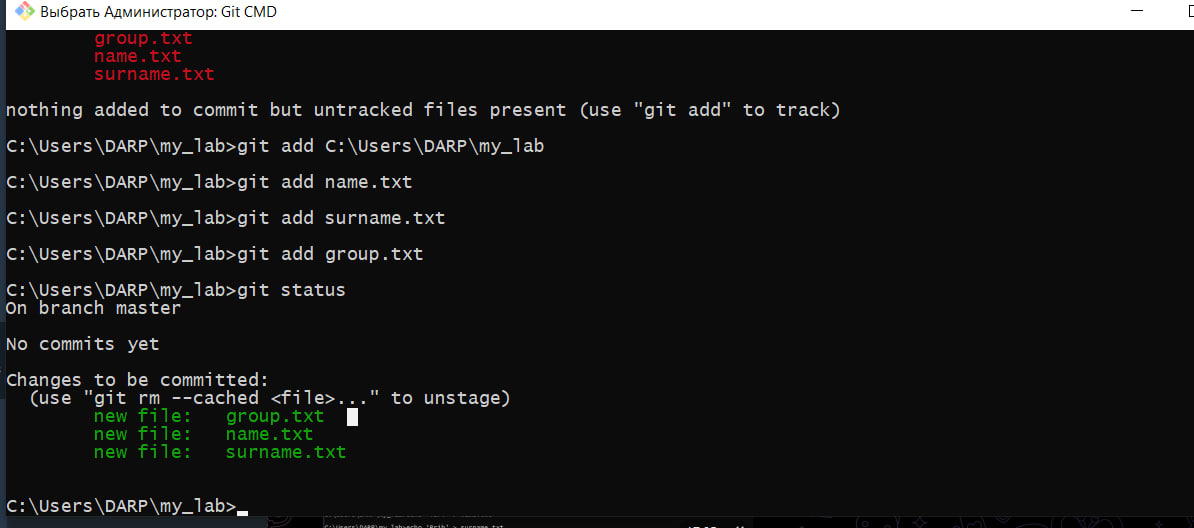 Выбрать Администратор: Git CMD
group.txt
name.txt
surname.txt
nothing added to commit but untracked files present (use "git add" to track)
C:\Users\DARP\my_lab>git add C:\Users\DARP\my_lab
C:\Users\DARP\my_lab>git add name.txt
C:\Users\DARP\my_lab>git add surname.txt
C:\Users\DARP\my_lab>git add group.txt
C:\Users\DARP\my_lab>git status
On branch master
No commits yet
Changes to be committed:
(use "git rm --cached <file>..." to unstage)
new file: group.txt
new file: name.txt
new file: surname.txt
C:\Users\DARP\my_lab>